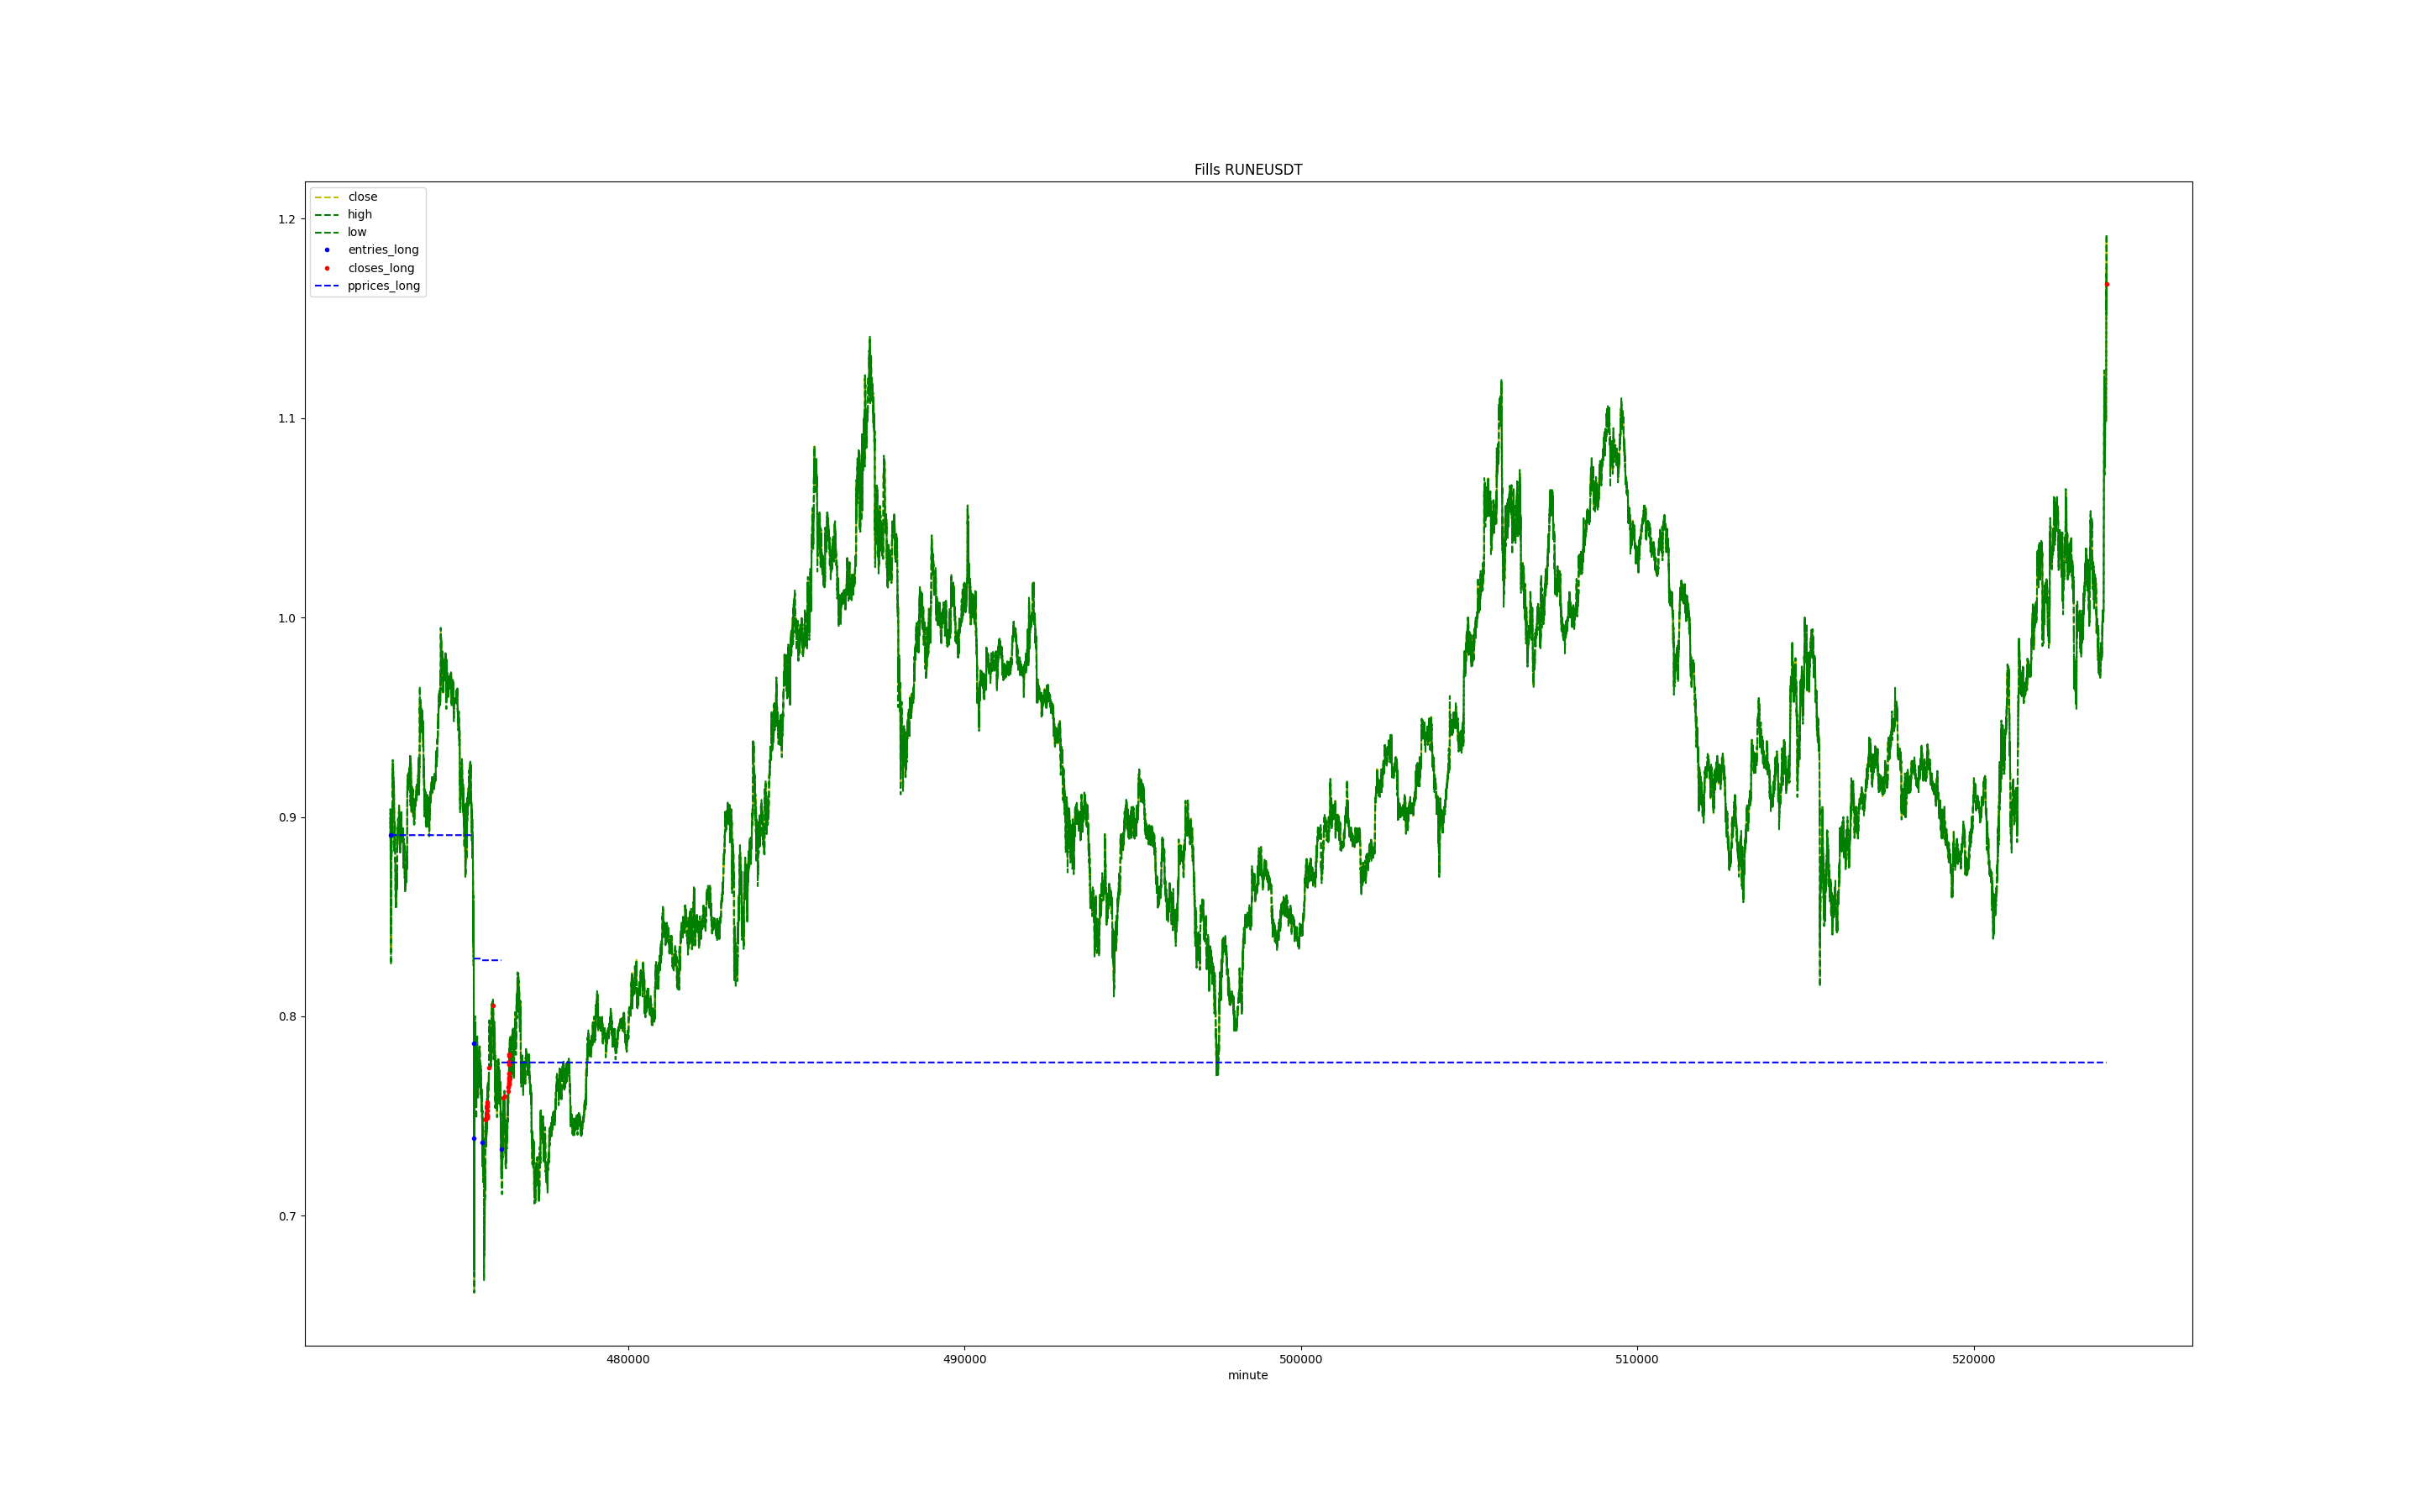 Fills RUNEUSDT
close
high
low
entries_long
closes_long
pprices_long
1.2
1.1
1.0
0.9
0.8
0.7
480000 490000 500000 510000 520000
minute